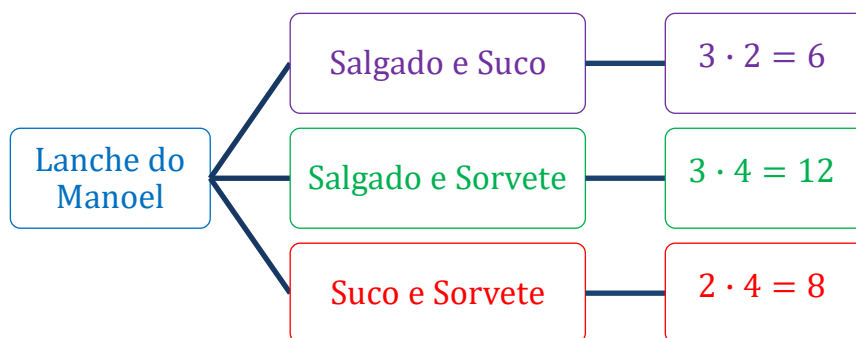 Salgado e Suco
3 · 2 = 6
Lanche do
Manoel
Salgado e Sorvete
3 · 4 = 12
Suco e Sorvete
2 · 4 = 8